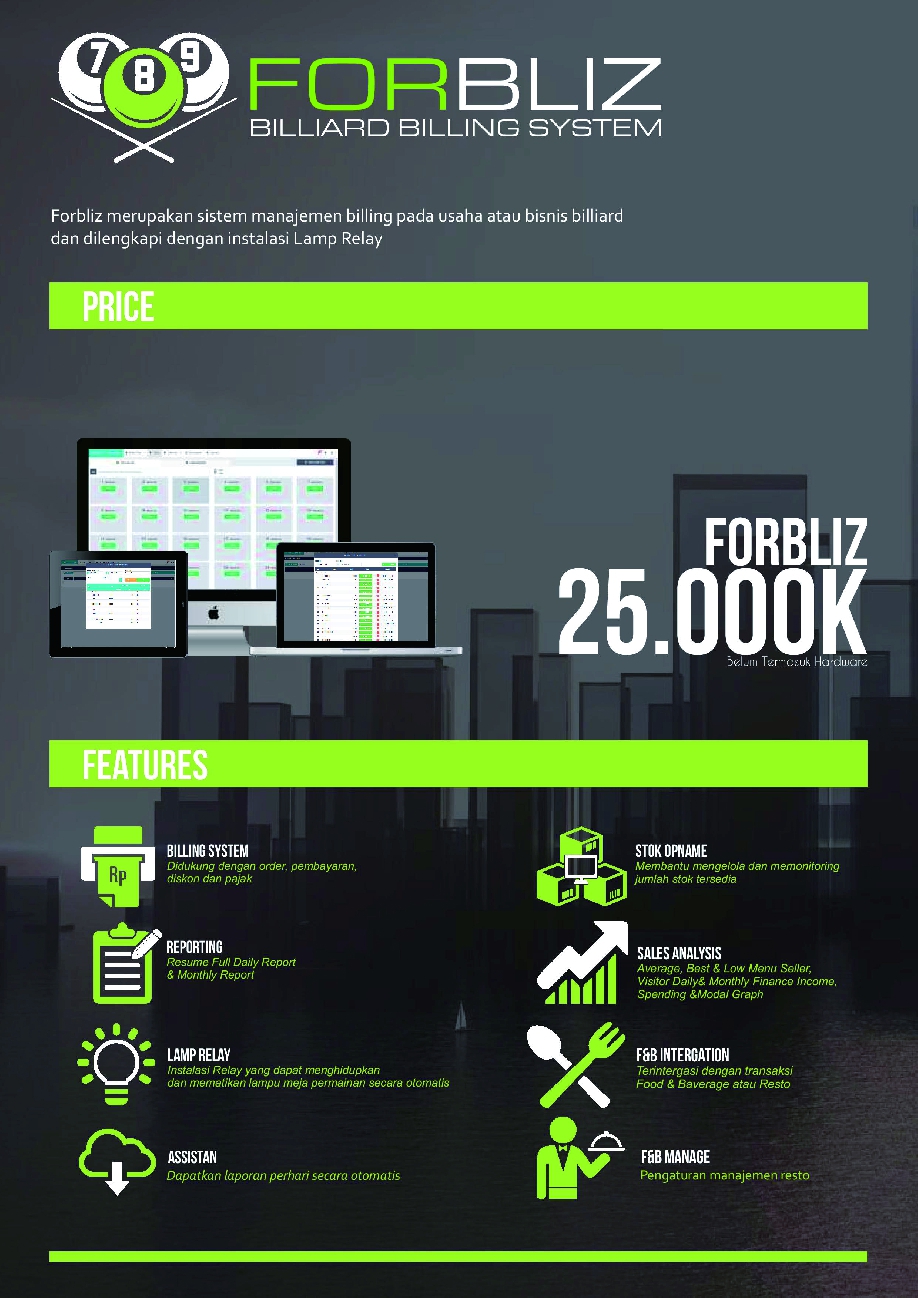 7 8 9
FORBLIZ
BILLIARD BILLING SYSTEM
Forbliz merupakan sistem manajemen billing pada usaha atau bisnis billiard
dan dilengkapi dengan instalasi Lamp Relay
PRICE
FORBLIZ
25.000K
Belum Termasuk Hardware
FEATURES
Rp
BILLING SYSTEM
Didukung dengan order, pembayaran,
diskon dan pajak
REPORTING
Resume Full Daily Report
& Monthly Report
LAMP RELAY
Instalasi Relay yang dapat menghidupkan
dan mematikan lampu meja permainan secara otomatis
ASSISTAN
Dapatkan laporan perhari secara otomatis
STOK OPNAME
Membantu mengelola dan memonitoring
jumlah stok tersedia
SALES ANALYSIS
Average, Best & Low Menu Seller,
Visitor Daily& Monthly Finance Income,
Spending &Modal Graph
F&B INTERGATION
Terintergasi dengan transaksi
Food & Baverage atau Resto
F&B MANAGE
Pengaturan manajemen resto